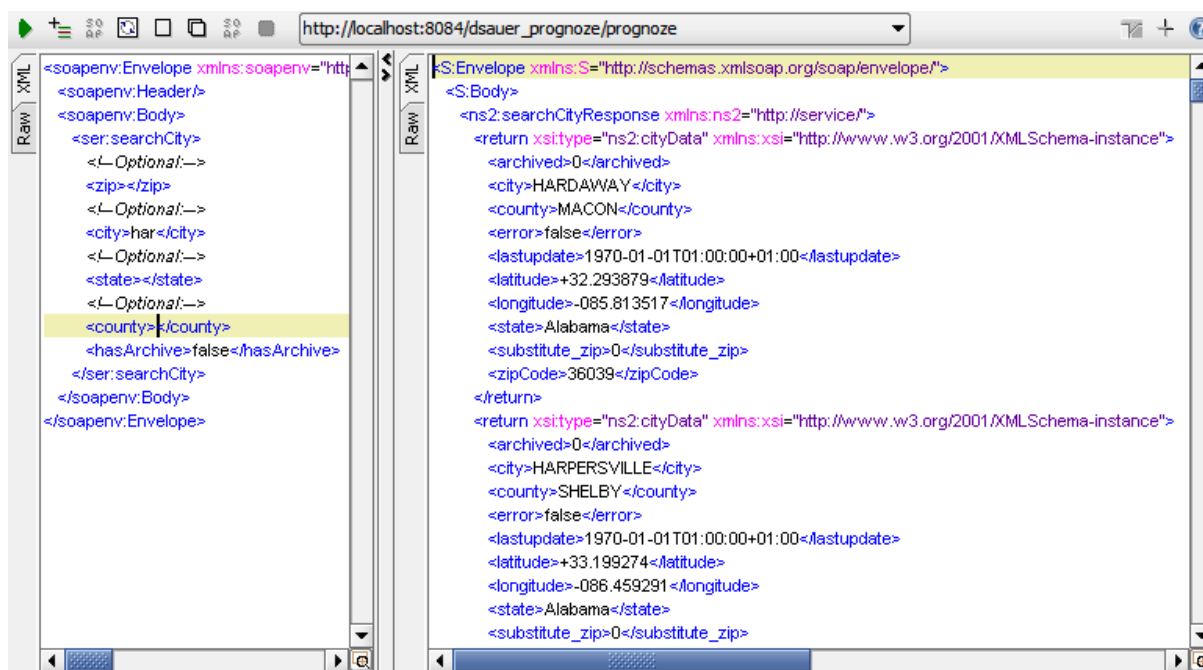 http://localhost:8084/dsauer_prognoze/prognoze
XML
Raw
<soapenv:Envelope xmlns:soapenv="http
<soapenv:Header/>
<soapenv:Body>
<ser:searchCity>
<!--Optional:-->
<zip></zip>
<!--Optional:-->
<city>har</city>
<!--Optional:-->
<state></state>
<!--Optional:-->
<county></county>
<hasArchive>false</hasArchive>
</ser:searchCity>
</soapenv:Body>
</soapenv:Envelope>
XML
Raw
<S:Envelope xmlns:S="http://schemas.xmlsoap.org/soap/envelope/">
<S:Body>
<ns2:searchCityResponse xmlns:ns2="http://service/">
<return xsi:type="ns2:cityData" xmlns:xsi="http://www.w3.org/2001/XMLSchema-instance">
<archived>0</archived>
<city>HARDAWAY</city>
<county>MACON</county>
<error>false</error>
<lastupdate>1970-01-01T01:00:00+01:00</lastupdate>
<latitude>+32.293879</latitude>
<longitude>-085.813517</longitude>
<state>Alabama</state>
<substitute_zip>0</substitute_zip>
<zipCode>36039</zipCode>
</return>
<return xsi:type="ns2:cityData" xmlns:xsi="http://www.w3.org/2001/XMLSchema-instance">
<archived>0</archived>
<city>HARPERSVILLE</city>
<county>SHELBY</county>
<error>false</error>
<lastupdate>1970-01-01T01:00:00+01:00</lastupdate>
<latitude>+33.199274</latitude>
<longitude>-086.459291</longitude>
<state>Alabama</state>
<substitute_zip>0</substitute_zip>